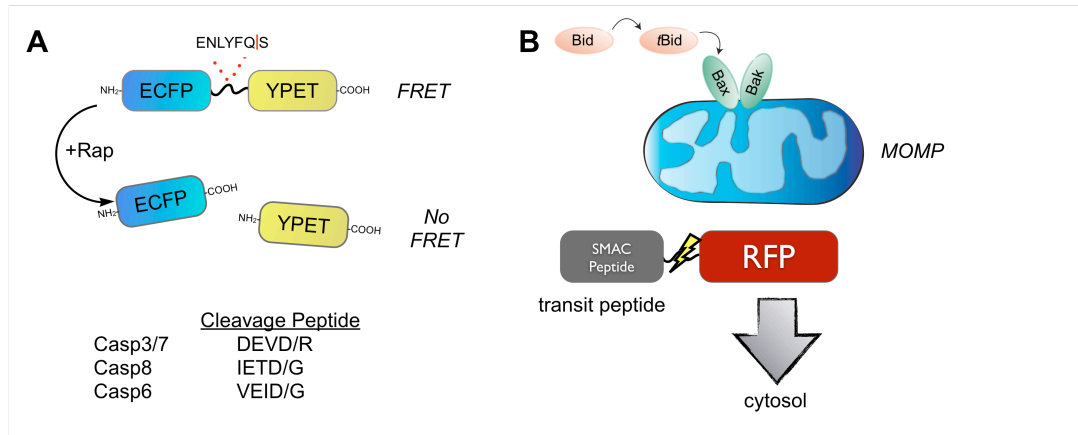 A
ENLYFQ|S
NH₂- ECFP YPET -COOH FRET
+Rap
NH₂- ECFP -COOH
NH₂- YPET -COOH
No
FRET
Cleavage Peptide
Casp3/7 DEVD/R
Casp8 IETD/G
Casp6 VEID/G
B
Bid tBid
Bax Bak
MOMP
SMAC
Peptide
RFP
transit peptide
cytosol